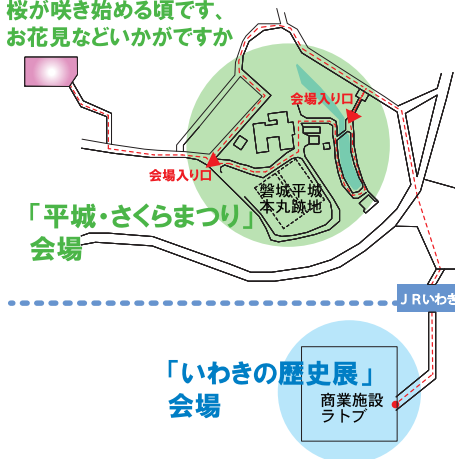 桜が咲き始める頃です、
お花見などいかがですか
会場入り口
会場入り口
磐城平城
本丸跡地
「平城・さくらまつり」
会場
JRいわき
「いわきの歴史展」
会場
商業施設
ラトブ